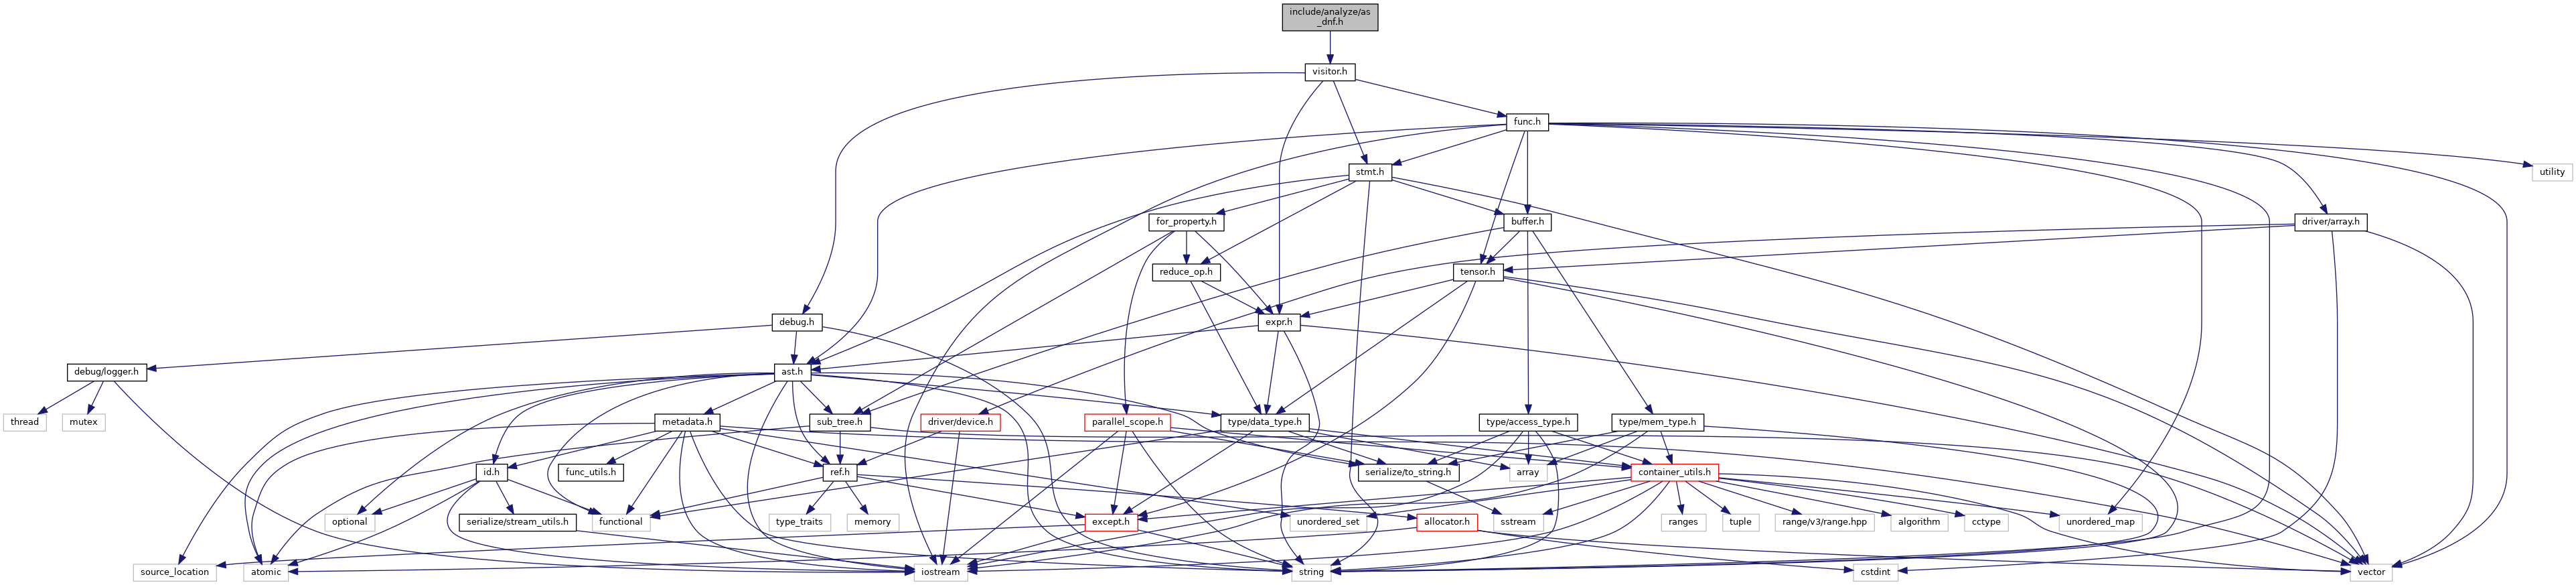 include/analyze/as
_dnf.h
visitor.h
func.h
stmt.h
utility
for_property.h
buffer.h
driver/array.h
reduce_op.h
tensor.h
debug.h
expr.h
debug/logger.h
ast.h
thread
mutex
metadata.h
sub_tree.h
driver/device.h
parallel_scope.h
type/data_type.h
type/access_type.h
type/mem_type.h
id.h
func_utils.h
ref.h
serialize/to_string.h
array
container_utils.h
optional
serialize/stream_utils.h
functional
type_traits
memory
except.h
unordered_set
allocator.h
sstream
ranges
tuple
range/v3/range.hpp
algorithm
cctype
unordered_map
source_location
atomic
iostream
string
cstdint
vector